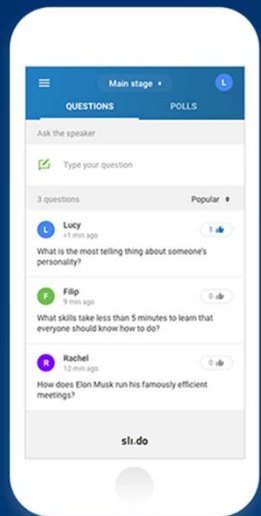 Main stage
L
QUESTIONS POLLS
Ask the speaker
Type your question
3 questions Popular
L Lucy 1
<1 min ago
What is the most telling thing about someone's
personality?
F Filip 0
9 min ago
What skills take less than 5 minutes to learn that
everyone should know how to do?
R Rachel 0
12 min ago
How does Elon Musk run his famously efficient
meetings?
sli.do